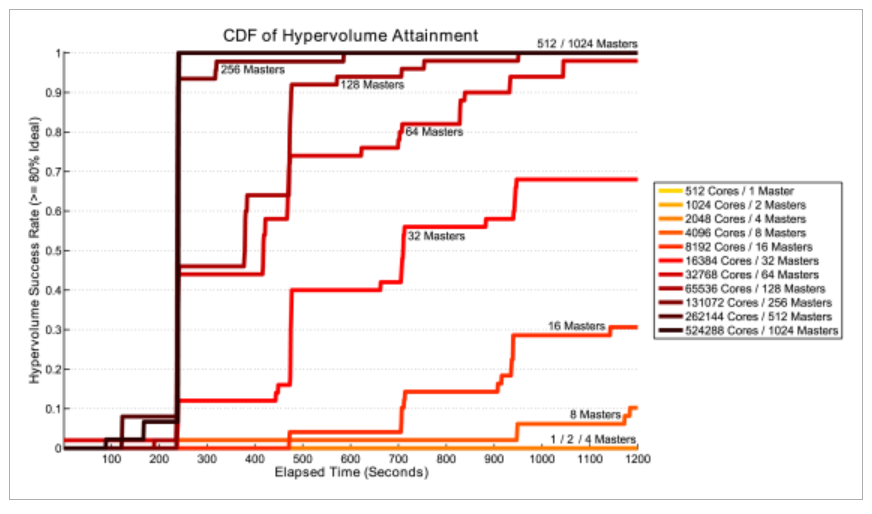 CDF of Hypervolume Attainment
512 / 1024 Masters
256 Masters
128 Masters
64 Masters
32 Masters
16 Masters
8 Masters
1 / 2 / 4 Masters
Hypervolume Success Rate (>= 80% Ideal)
1
0.9
0.8
0.7
0.6
0.5
0.4
0.3
0.2
0.1
0
100 200 300 400 500 600 700 800 900 1000 1100 1200
Elapsed Time (Seconds)
512 Cores / 1 Master
1024 Cores / 2 Masters
2048 Cores / 4 Masters
4096 Cores / 8 Masters
8192 Cores / 16 Masters
16384 Cores / 32 Masters
32768 Cores / 64 Masters
65536 Cores / 128 Masters
131072 Cores / 256 Masters
262144 Cores / 512 Masters
524288 Cores / 1024 Masters